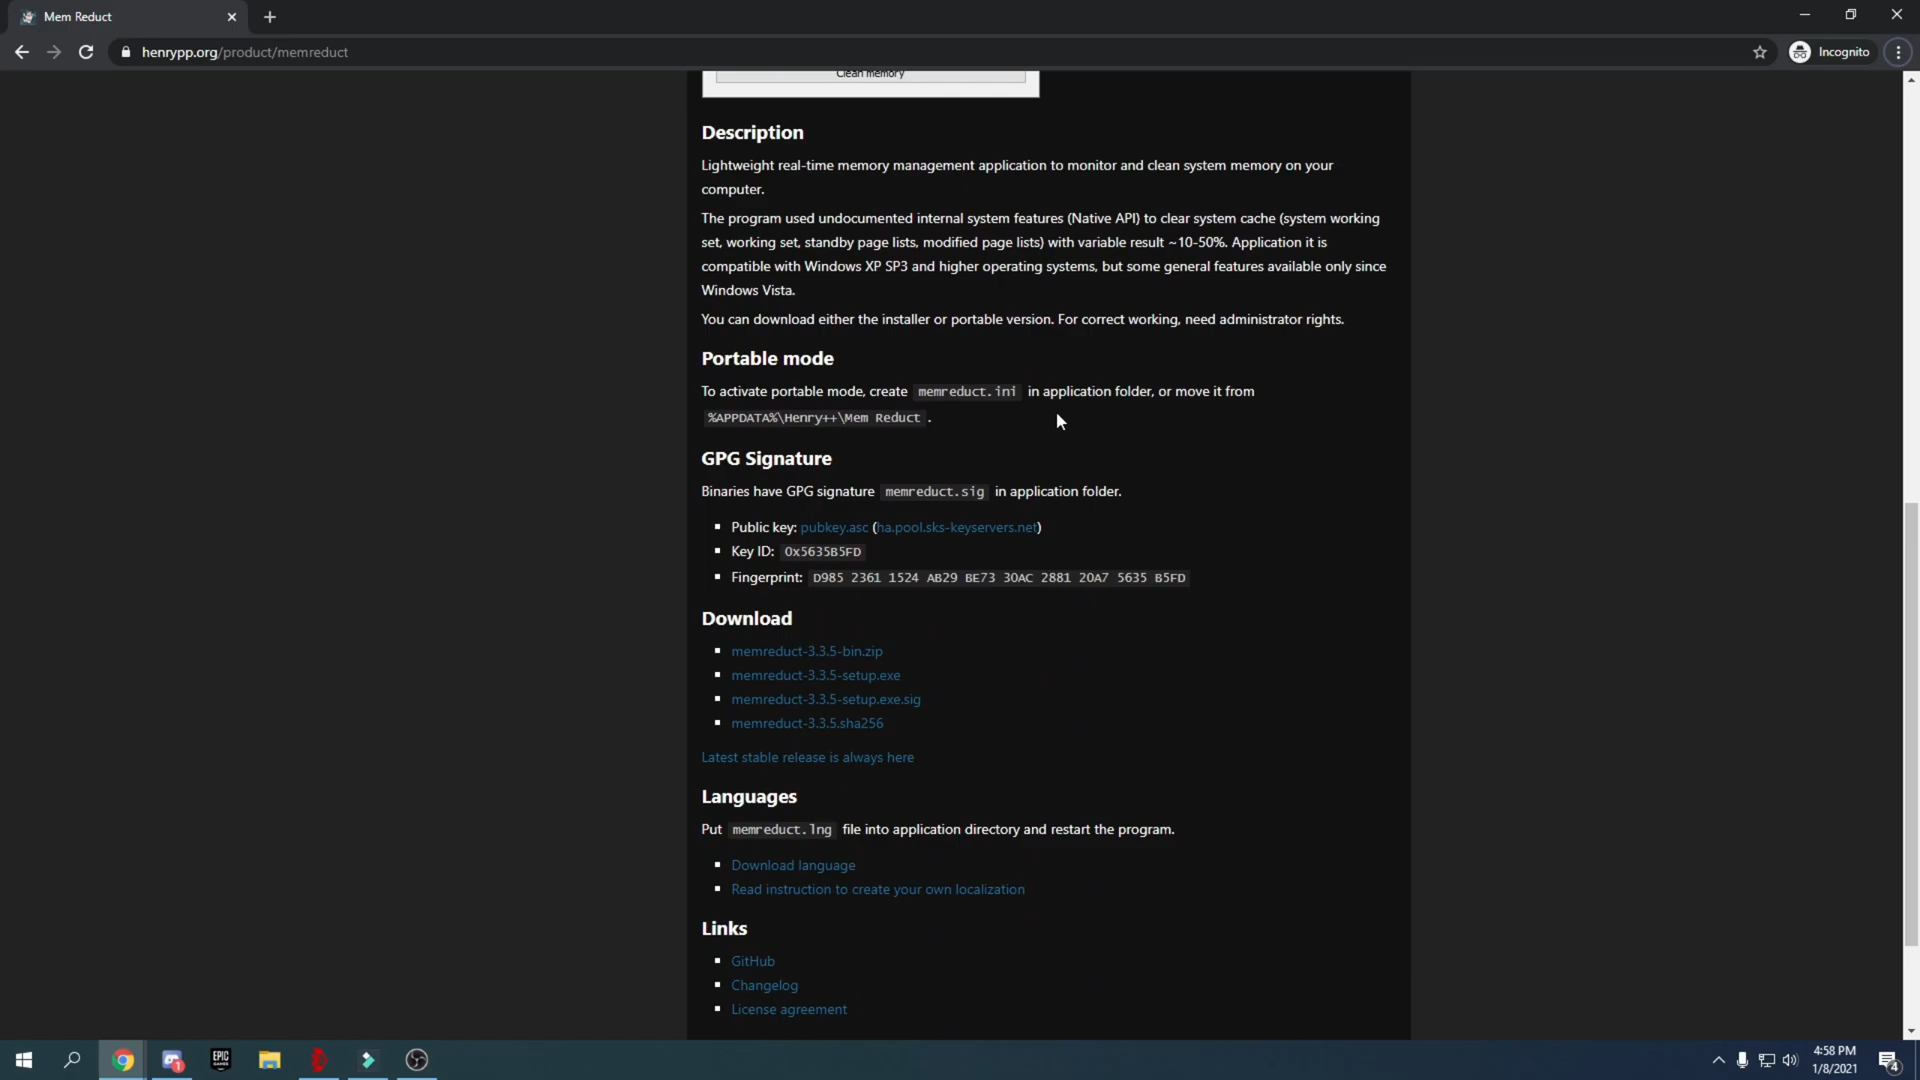 Mem Reduct
henrypp.org/product/memreduct
Incognito
Clean memory
Description
Lightweight real-time memory management application to monitor and clean system memory on your
computer.
The program used undocumented internal system features (Native API) to clear system cache (system working
set, working set, standby page lists, modified page lists) with variable result ~10-50%. Application it is
compatible with Windows XP SP3 and higher operating systems, but some general features available only since
Windows Vista.
You can download either the installer or portable version. For correct working, need administrator rights.
Portable mode
To activate portable mode, create memreduct.ini in application folder, or move it from
%APPDATA%\Henry++\Mem Reduct .
GPG Signature
Binaries have GPG signature memreduct.sig in application folder.
Public key: pubkey.asc (ha.pool.sks-keyservers.net)
Key ID: 0x5635B5FD
Fingerprint: D985 2361 1524 AB29 BE73 30AC 2881 20A7 5635 B5FD
Download
memreduct-3.3.5-bin.zip
memreduct-3.3.5-setup.exe
memreduct-3.3.5-setup.exe.sig
memreduct-3.3.5.sha256
Latest stable release is always here
Languages
Put memreduct.lng file into application directory and restart the program.
Download language
Read instruction to create your own localization
Links
GitHub
Changelog
License agreement
1
EPIC
GAMES
4:58 PM
1/8/2021
4